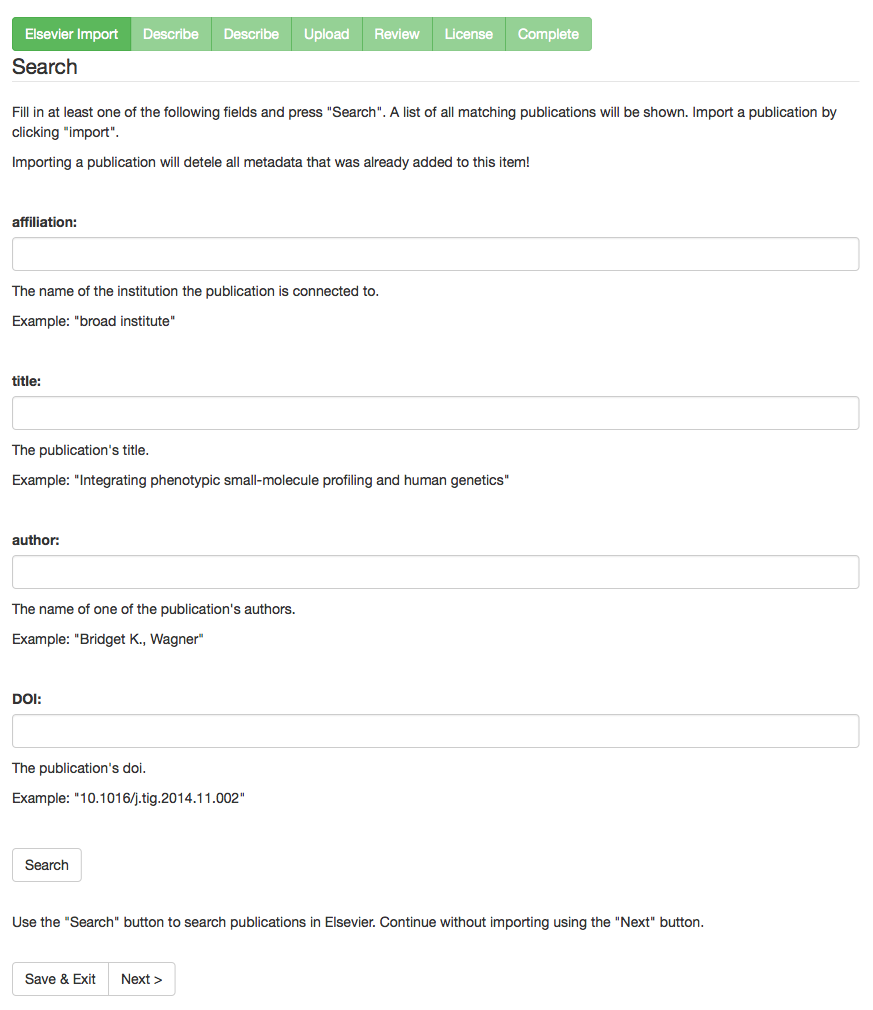 Elsevier Import Describe Describe Upload Review License Complete
Search
Fill in at least one of the following fields and press "Search". A list of all matching publications will be shown. Import a publication by
clicking "import".
Importing a publication will detele all metadata that was already added to this item!
affiliation:
The name of the institution the publication is connected to.
Example: "broad institute"
title:
The publication's title.
Example: "Integrating phenotypic small-molecule profiling and human genetics"
author:
The name of one of the publication's authors.
Example: "Bridget K., Wagner"
DOI:
The publication's doi.
Example: "10.1016/j.tig.2014.11.002"
Search
Use the "Search" button to search publications in Elsevier. Continue without importing using the "Next" button.
Save & Exit Next >